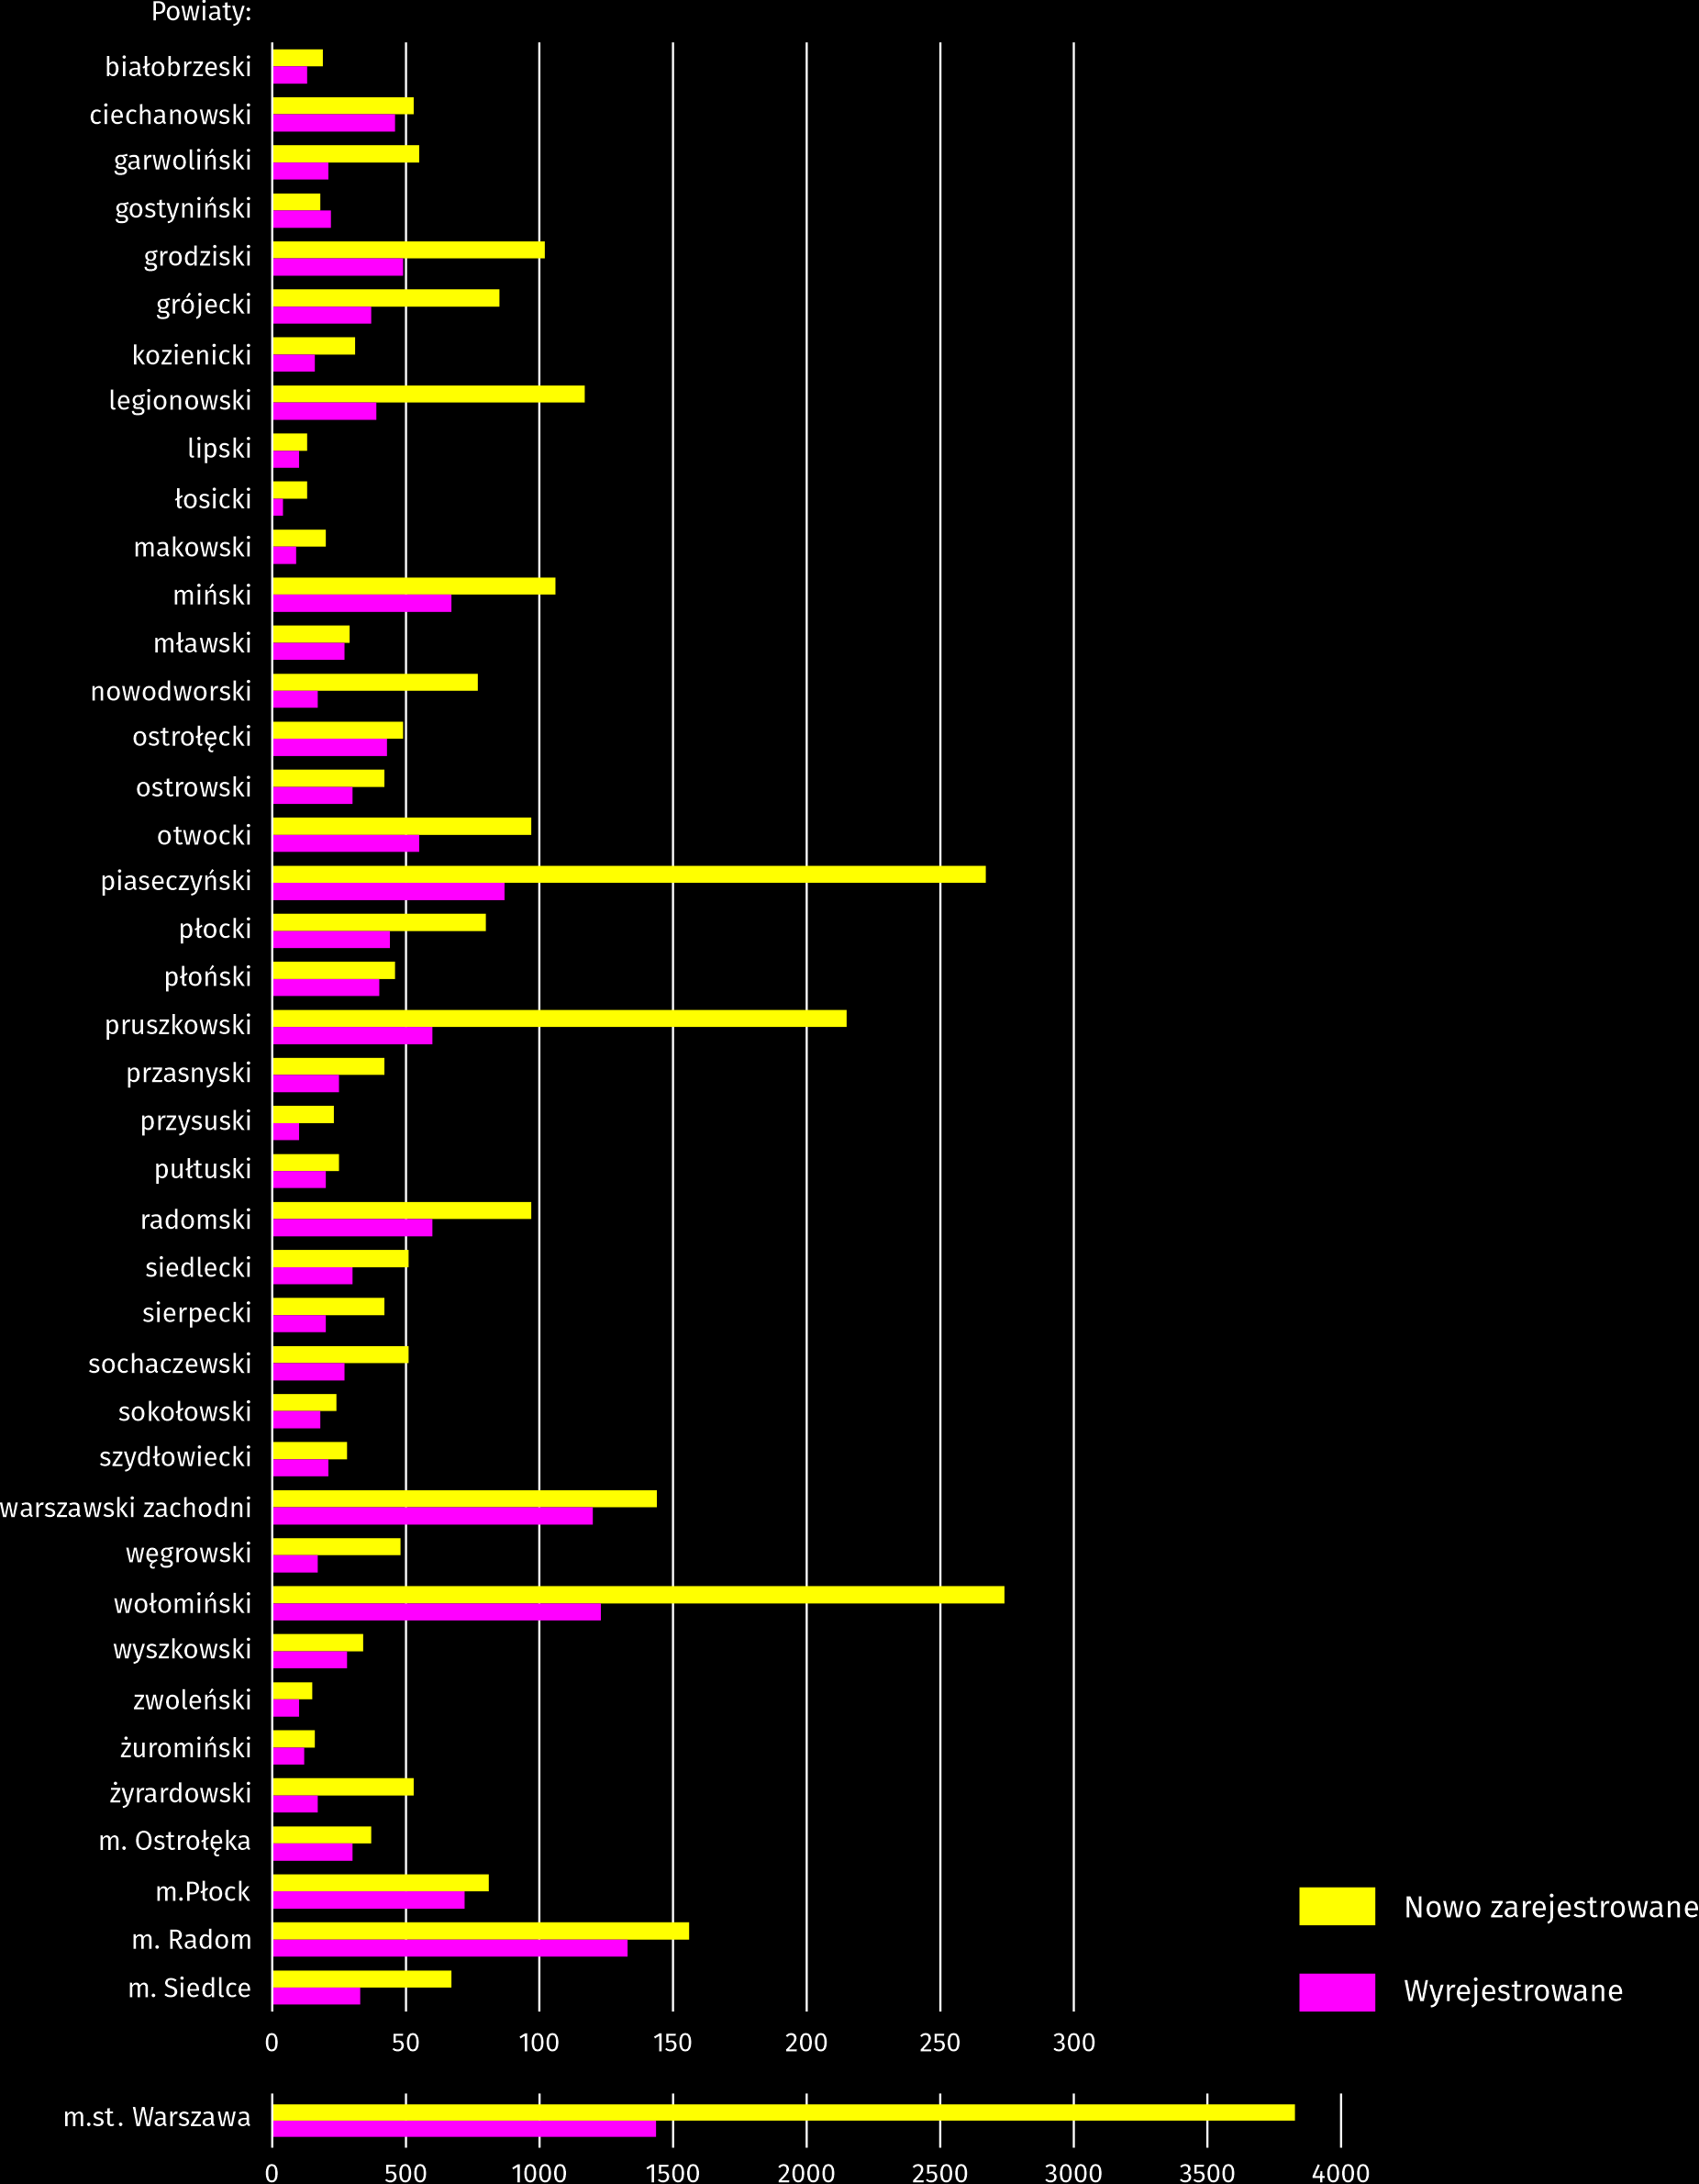 Powiaty:
białobrzeski
ciechanowski
garwoliński
gostyniński
grodziski
grójecki
kozienicki
legionowski
lipski
łosicki
makowski
miński
mławski
nowodworski
ostrołęcki
ostrowski
otwocki
piaseczyński
płocki
płoński
pruszkowski
przasnyski
przysuski
pułtuski
radomski
siedlecki
sierpecki
sochaczewski
sokołowski
szydłowiecki
warszawski zachodni
węgrowski
wołomiński
wyszkowski
zwoleński
żuromiński
żyrardowski
m. Ostrołęka
m.Płock
m. Radom
m. Siedlce
Nowo zarejestrowane
Wyrejestrowane
0 50 100 150 200 250 300
m.st. Warszawa
0 500 1000 1500 2000 2500 3000 3500 4000